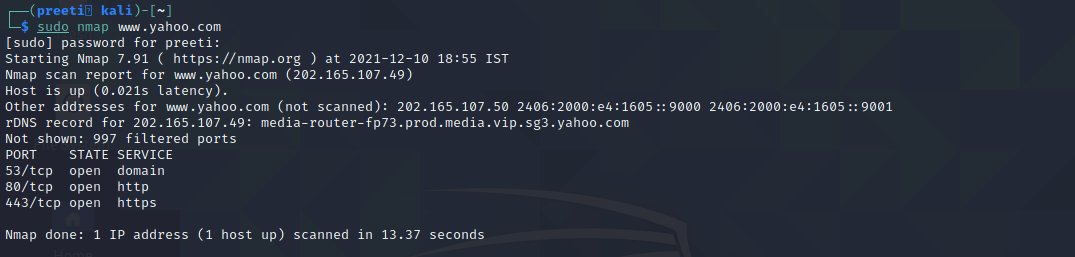 ┌──(preeti㉿ kali)-[~]
└─$ sudo nmap www.yahoo.com
[sudo] password for preeti:
Starting Nmap 7.91 ( https://nmap.org ) at 2021-12-10 18:55 IST
Nmap scan report for www.yahoo.com (202.165.107.49)
Host is up (0.021s latency).
Other addresses for www.yahoo.com (not scanned): 202.165.107.50 2406:2000:e4:1605::9000 2406:2000:e4:1605::9001
rDNS record for 202.165.107.49: media-router-fp73.prod.media.vip.sg3.yahoo.com
Not shown: 997 filtered ports
PORT    STATE SERVICE
53/tcp  open  domain
80/tcp  open  http
443/tcp open  https
Nmap done: 1 IP address (1 host up) scanned in 13.37 seconds